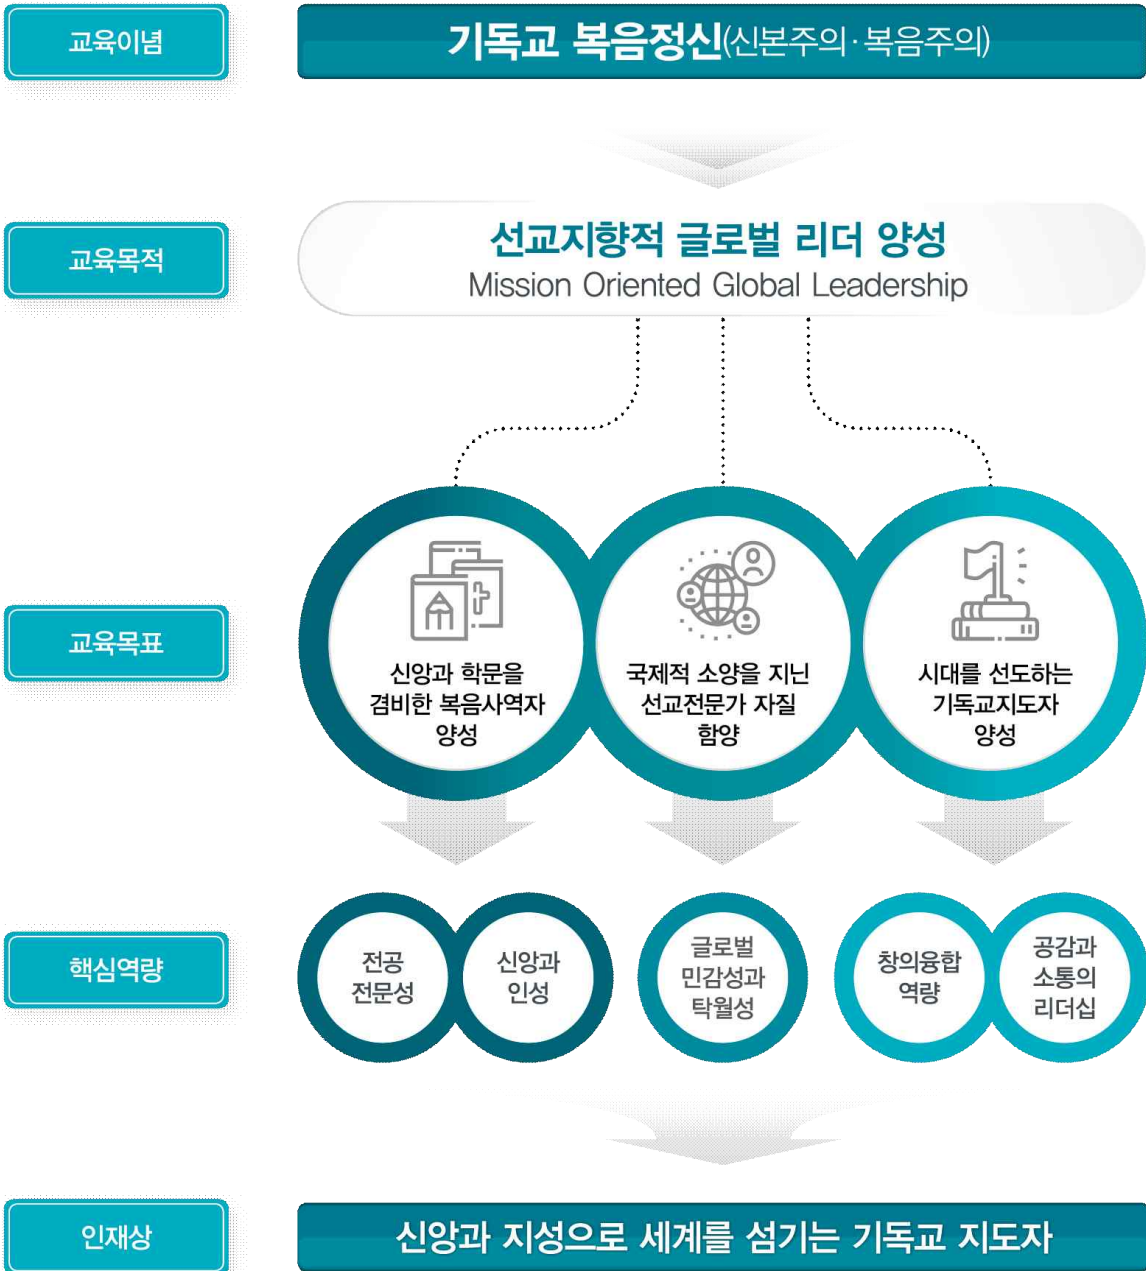 교육이념
기독교 복음정신(신본주의·복음주의)
교육목적
선교지향적 글로벌 리더 양성
Mission Oriented Global Leadership
교육목표
신앙과 학문을
겸비한 복음사역자
양성
국제적 소양을 지닌
선교전문가 자질
함양
시대를 선도하는
기독교지도자
양성
핵심역량
전공
전문성
신앙과
인성
글로벌
민감성과
탁월성
창의융합
역량
공감과
소통의
리더십
인재상
신앙과 지성으로 세계를 섬기는 기독교 지도자